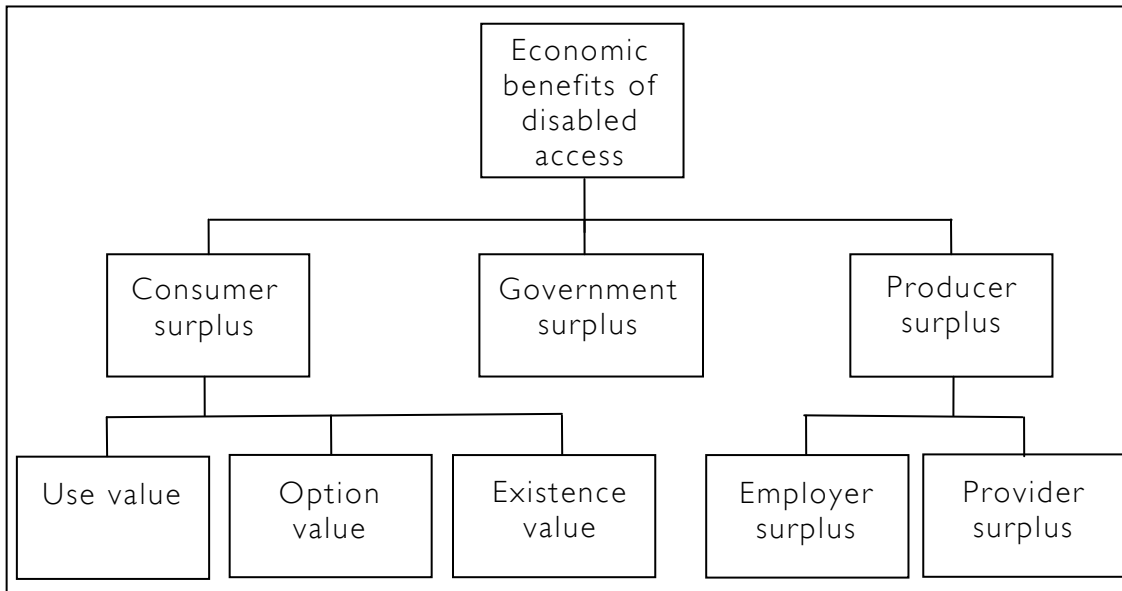 Economic
benefits of
disabled
access
Consumer
surplus
Government
surplus
Producer
surplus
Use value
Option
value
Existence
value
Employer
surplus
Provider
surplus